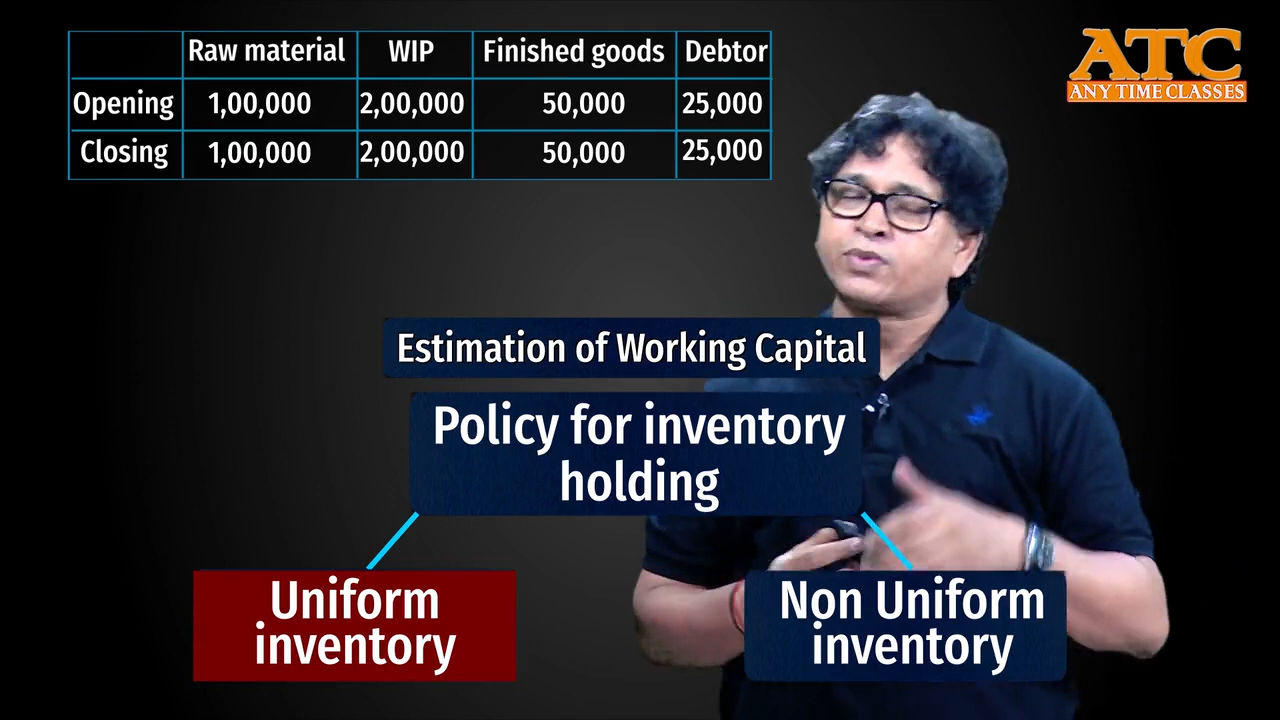 Raw material WIP Finished goods Debtor
Opening 1,00,000 2,00,000 50,000 25,000
Closing 1,00,000 2,00,000 50,000 25,000
ATC
ANY TIME CLASSES
Estimation of Working Capital
Policy for inventory
holding
Uniform
inventory
Non Uniform
inventory